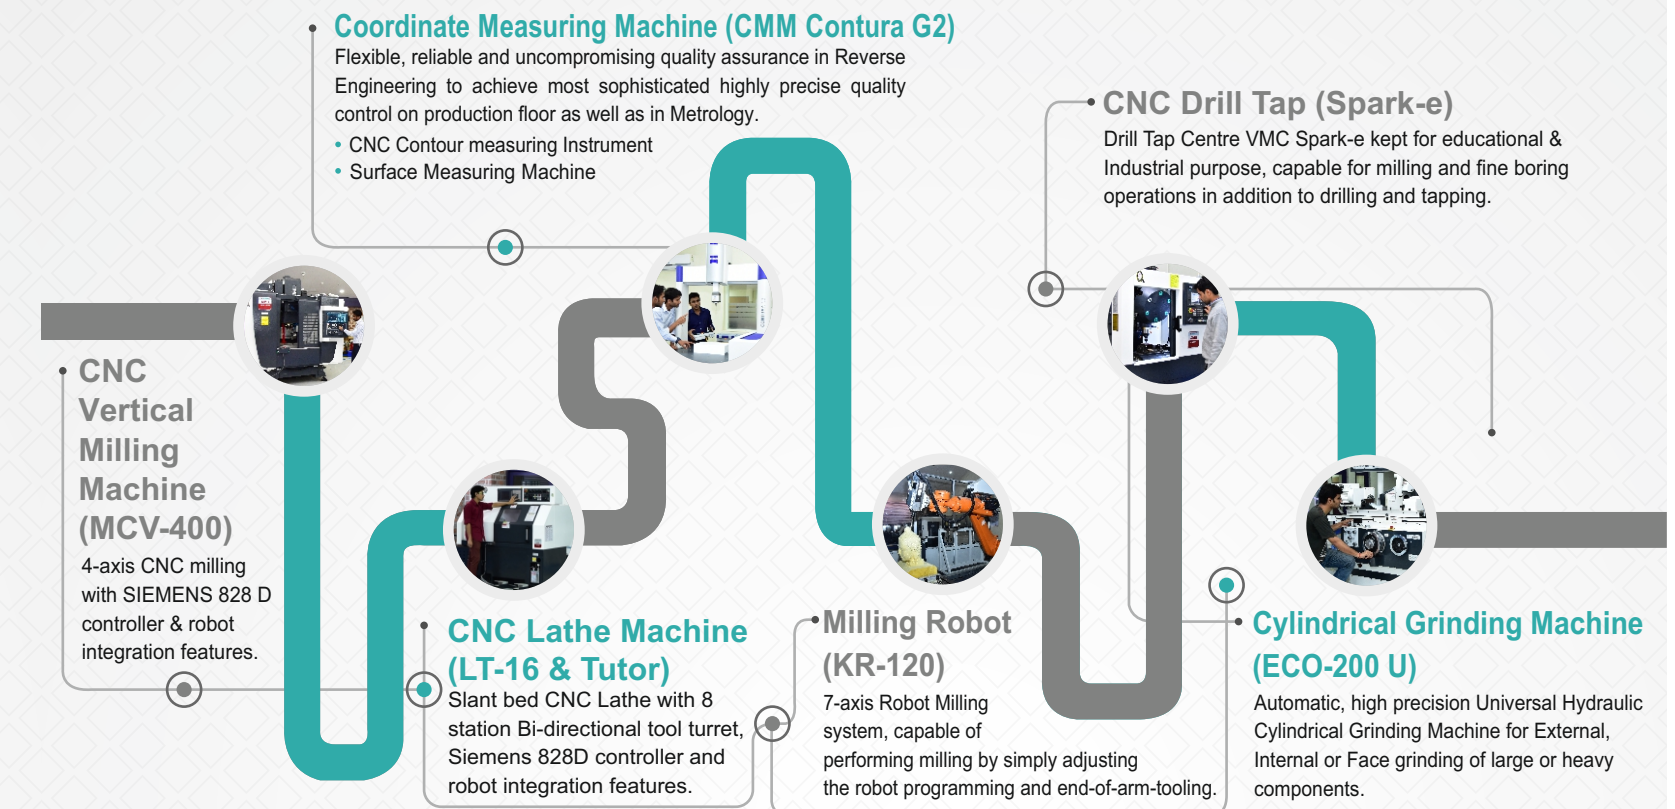 Coordinate Measuring Machine (CMM Contura G2)
Flexible, reliable and uncompromising quality assurance in Reverse
Engineering to achieve most sophisticated highly precise quality
control on production floor as well as in Metrology.
• CNC Contour measuring Instrument
• Surface Measuring Machine
CNC Drill Tap (Spark-e)
Drill Tap Centre VMC Spark-e kept for educational &
Industrial purpose, capable for milling and fine boring
operations in addition to drilling and tapping.
CNC
Vertical
Milling
Machine
(MCV-400)
4-axis CNC milling
with SIEMENS 828 D
controller & robot
integration features.
CNC Lathe Machine
(LT-16 & Tutor)
Slant bed CNC Lathe with 8
station Bi-directional tool turret,
Siemens 828D controller and
robot integration features.
Milling Robot
(KR-120)
7-axis Robot Milling
system, capable of
performing milling by simply adjusting
the robot programming and end-of-arm-tooling.
Cylindrical Grinding Machine
(ECO-200 U)
Automatic, high precision Universal Hydraulic
Cylindrical Grinding Machine for External,
Internal or Face grinding of large or heavy
components.